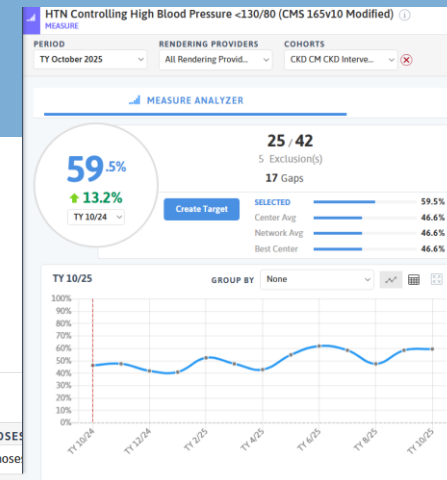 HTN Controlling High Blood Pressure <130/80 (CMS 165v10 Modified)
MEASURE
PERIOD RENDERING PROVIDERS COHORTS
TY October 2025 All Rendering Provid... CKD CM CKD Interve...
MEASURE ANALYZER
59.5%
13.2%
TY 10/24
Create Target
25 / 42
5 Exclusion(s)
17 Gaps
SELECTED 59.5%
Center Avg 46.6%
Network Avg 46.6%
Best Center 46.6%
TY 10/25 GROUP BY None
100%
90%
80%
70%
60%
50%
40%
30%
20%
10%
0%
TY 10/24 TY 12/24 TY 2/25 TY 4/25 TY 6/25 TY 8/25 TY 10/25
OSES
noses